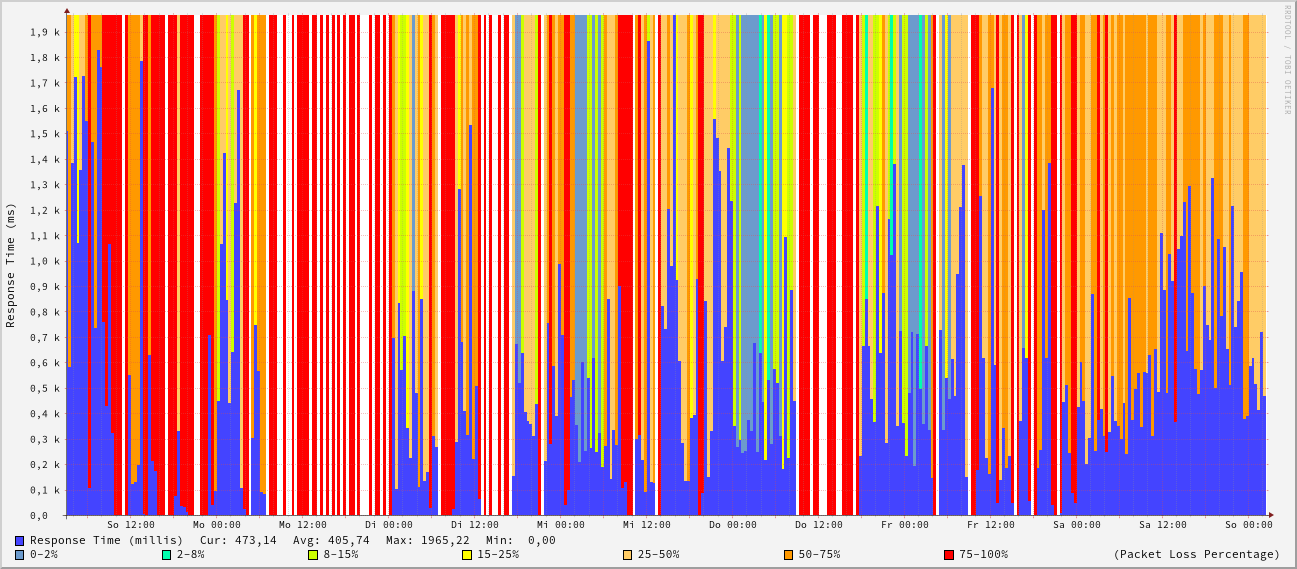 RRDTOOL / TOBI OETIKER
Response Time (ms)
1,9 k
1,8 k
1,7 k
1,6 k
1,5 k
1,4 k
1,3 k
1,2 k
1,1 k
1,0 k
0,9 k
0,8 k
0,7 k
0,6 k
0,5 k
0,4 k
0,3 k
0,2 k
0,1 k
0,0
So 12:00 Mo 00:00 Mo 12:00 Di 00:00 Di 12:00 Mi 00:00 Mi 12:00 Do 00:00 Do 12:00 Fr 00:00 Fr 12:00 Sa 00:00 Sa 12:00 So 00:00
Response Time (millis) Cur: 473,14 Avg: 405,74 Max: 1965,22 Min: 0,00
0-2% 2-8% 8-15% 15-25% 25-50% 50-75% 75-100% (Packet Loss Percentage)